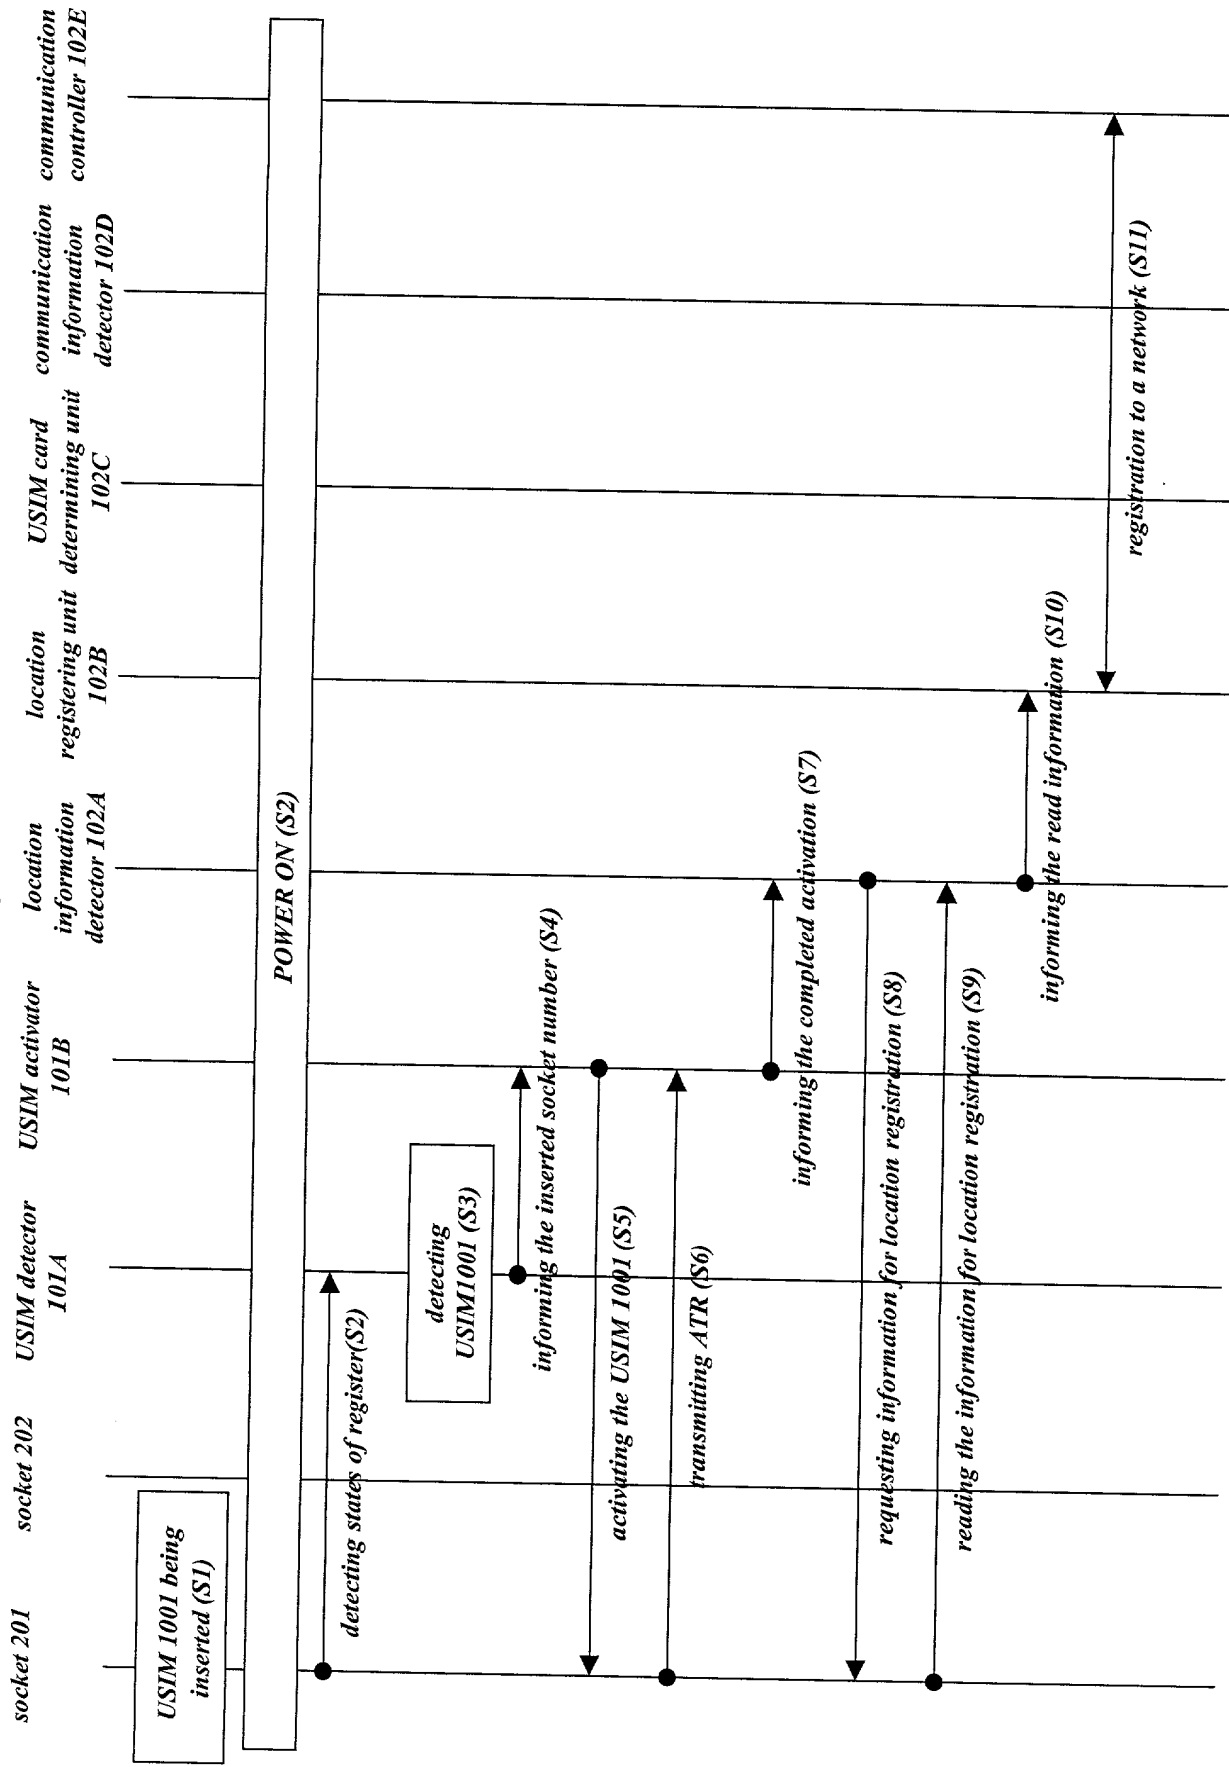 socket 201
socket 202
USIM detector
101A
USIM activator
101B
location
information
detector 102A
location
registering unit
102B
USIM card
determining unit
102C
communication
information
detector 102D
communication
controller 102E
USIM 1001 being
inserted (S1)
POWER ON (S2)
detecting states of register(S2)
detecting
USIM1001 (S3)
informing the inserted socket number (S4)
activating the USIM 1001 (S5)
transmitting ATR (S6)
informing the completed activation (S7)
requesting information for location registration (S8)
reading the information for location registration (S9)
informing the read information (S10)
registration to a network (S11)